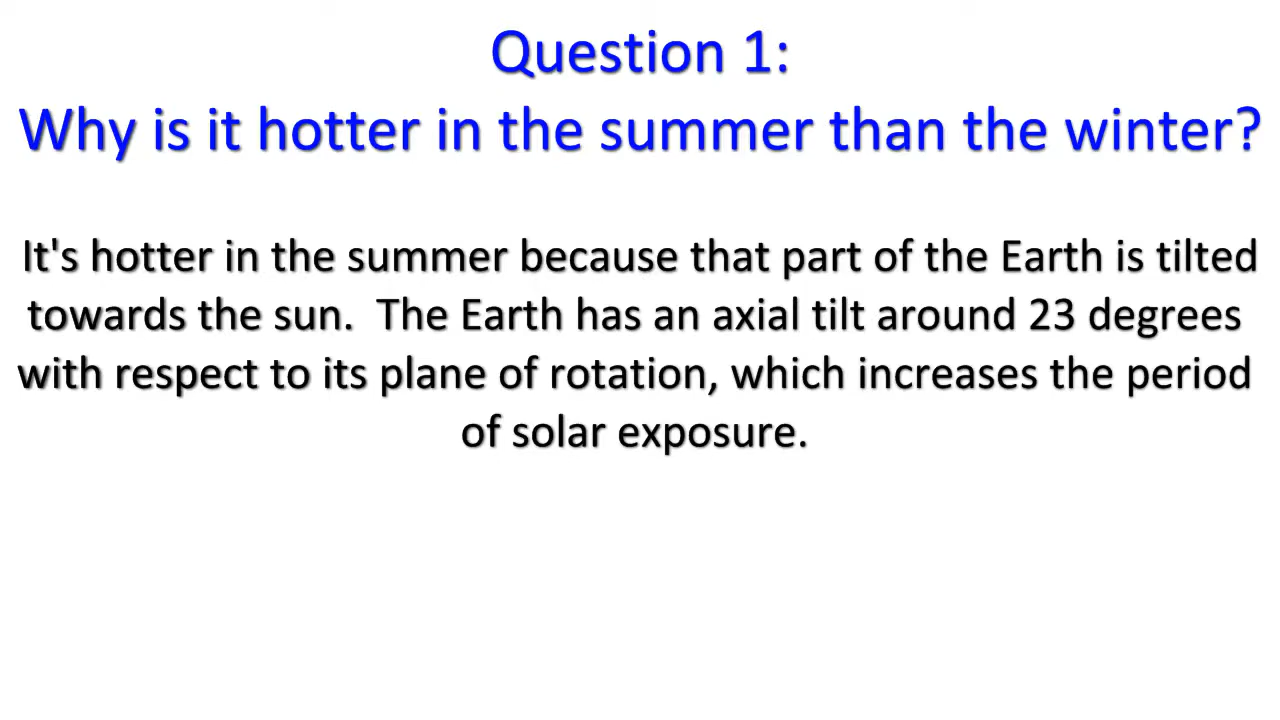 Question 1:
Why is it hotter in the summer than the winter?
It's hotter in the summer because that part of the Earth is tilted
towards the sun.  The Earth has an axial tilt around 23 degrees
with respect to its plane of rotation, which increases the period
of solar exposure.